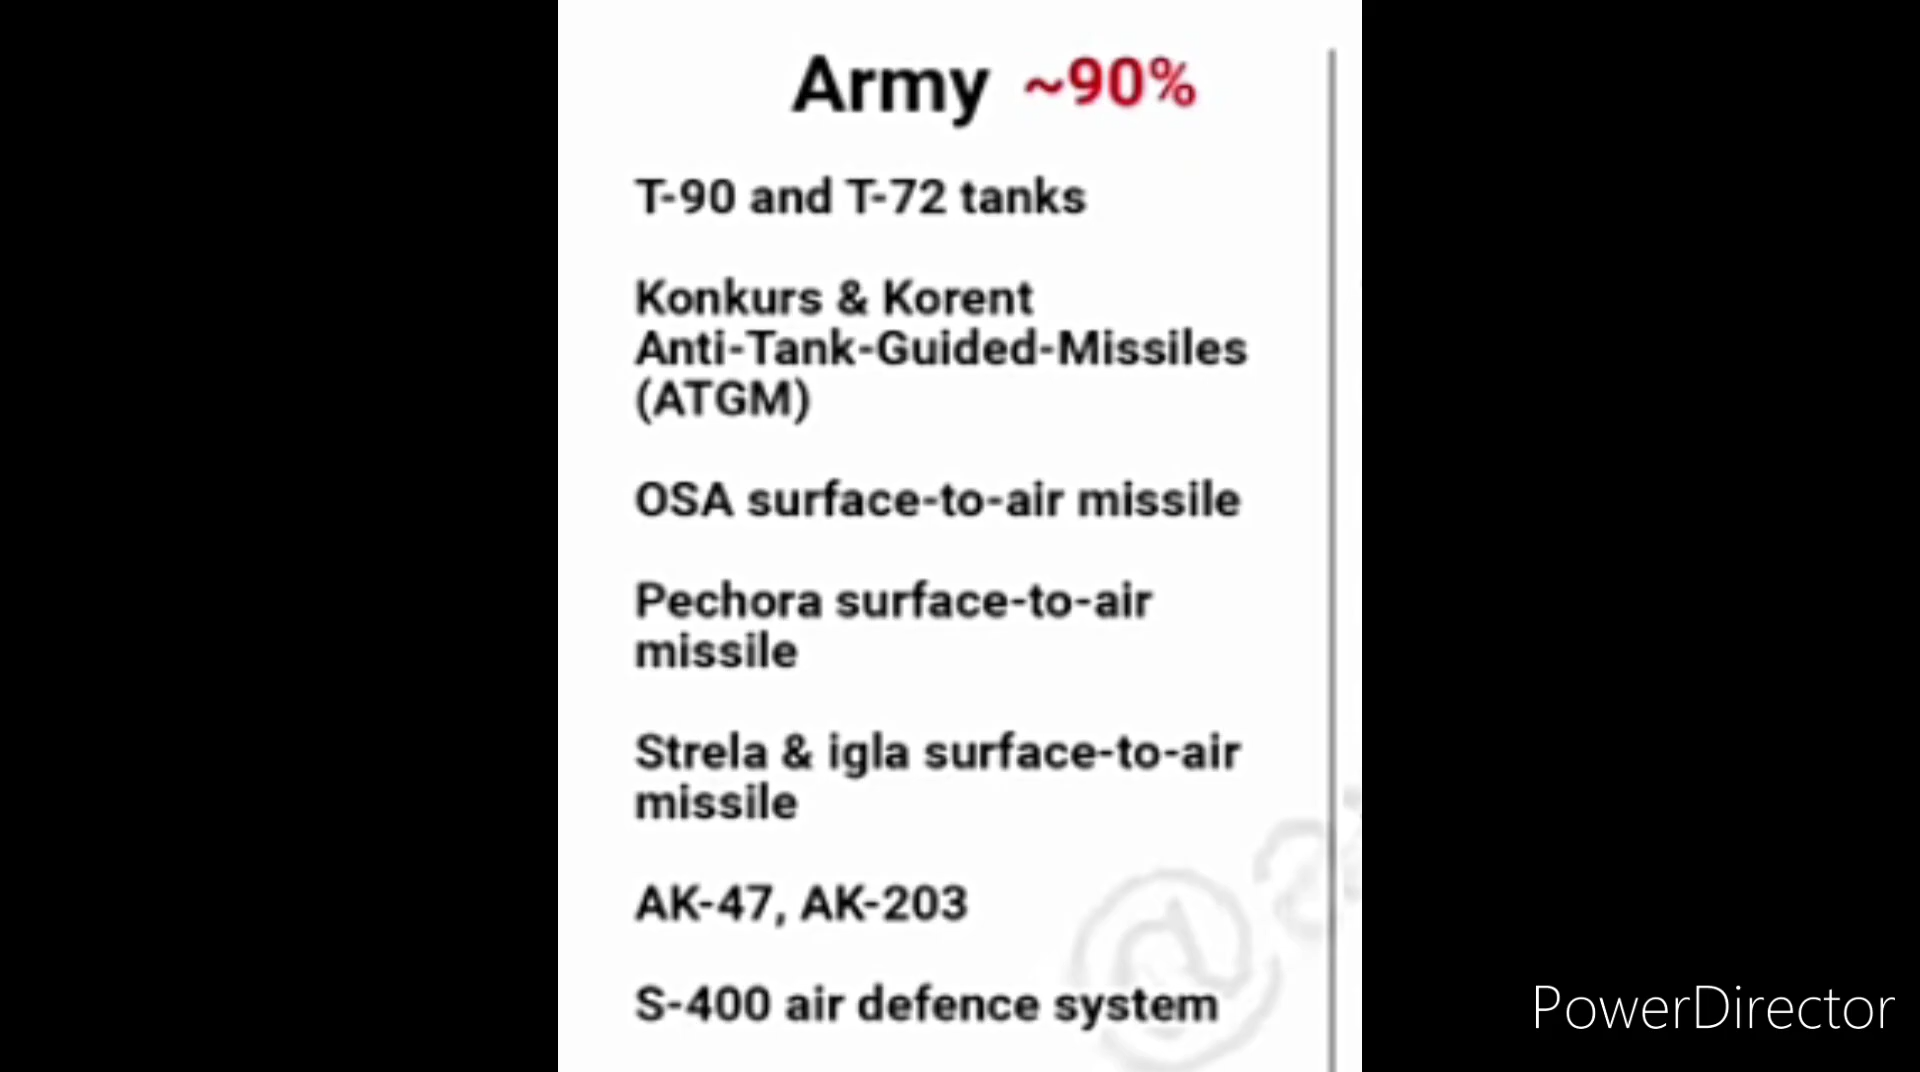 Army ~90%
T-90 and T-72 tanks
Konkurs & Korent
Anti-Tank-Guided-Missiles
(ATGM)
OSA surface-to-air missile
Pechora surface-to-air
missile
Strela & igla surface-to-air
missile
AK-47, AK-203
S-400 air defence system
PowerDirector